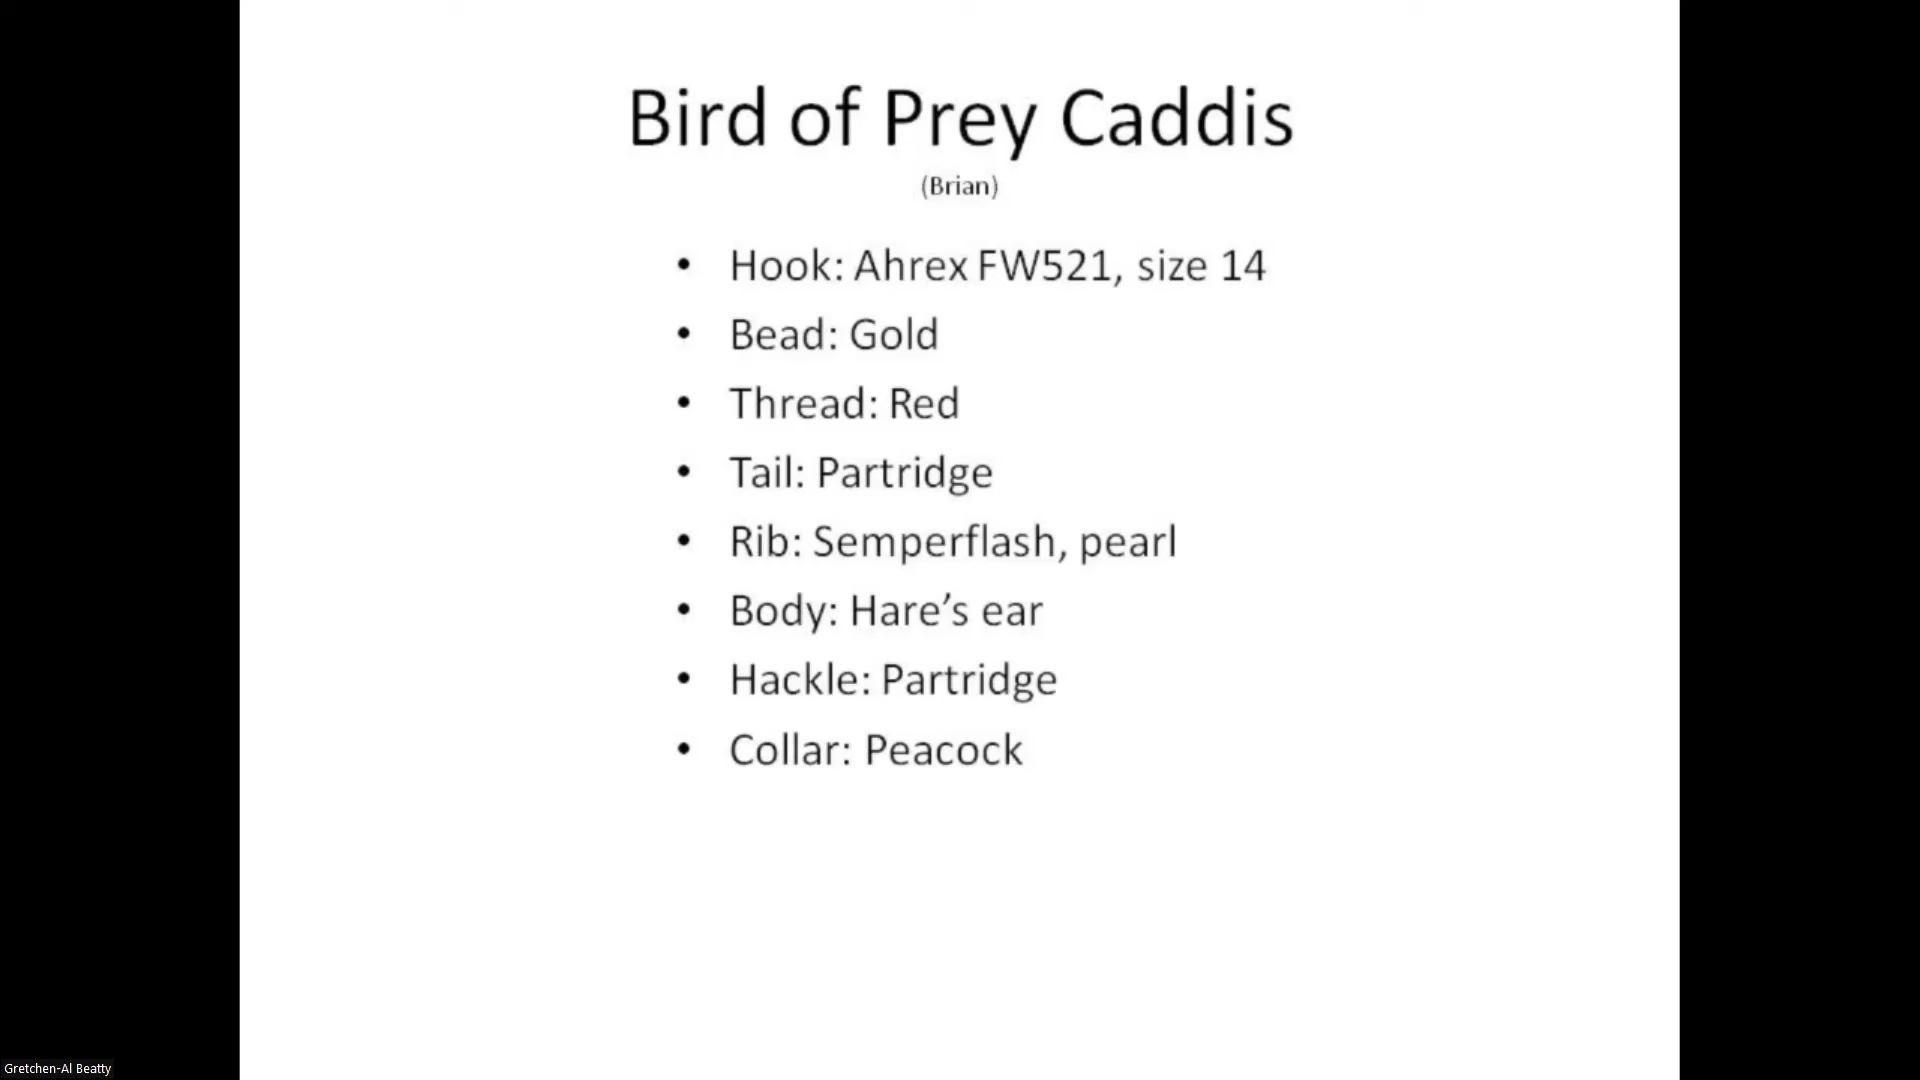 Bird of Prey Caddis
(Brian)
• Hook: Ahrex FW521, size 14
• Bead: Gold
• Thread: Red
• Tail: Partridge
• Rib: Semperflash, pearl
• Body: Hare’s ear
• Hackle: Partridge
• Collar: Peacock
Gretchen-Al Beatty